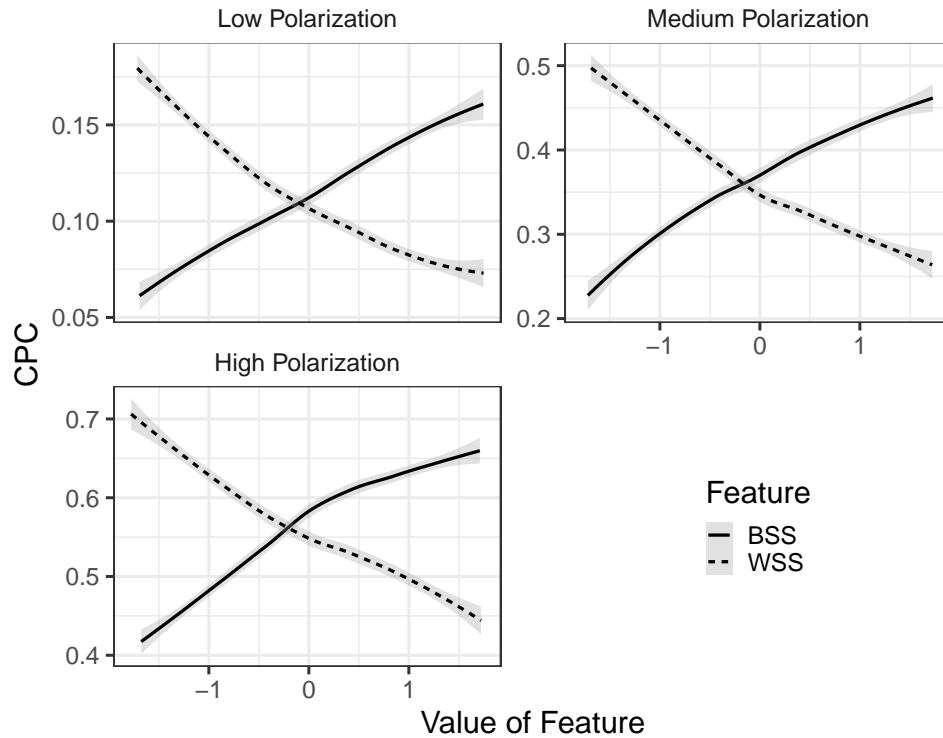 Low Polarization
Medium Polarization
0.15
0.10
0.05
0.5
0.4
0.3
0.2
−1 0 1
High Polarization
0.7
0.6
0.5
0.4
−1 0 1
CPC
Value of Feature
Feature
BSS
WSS